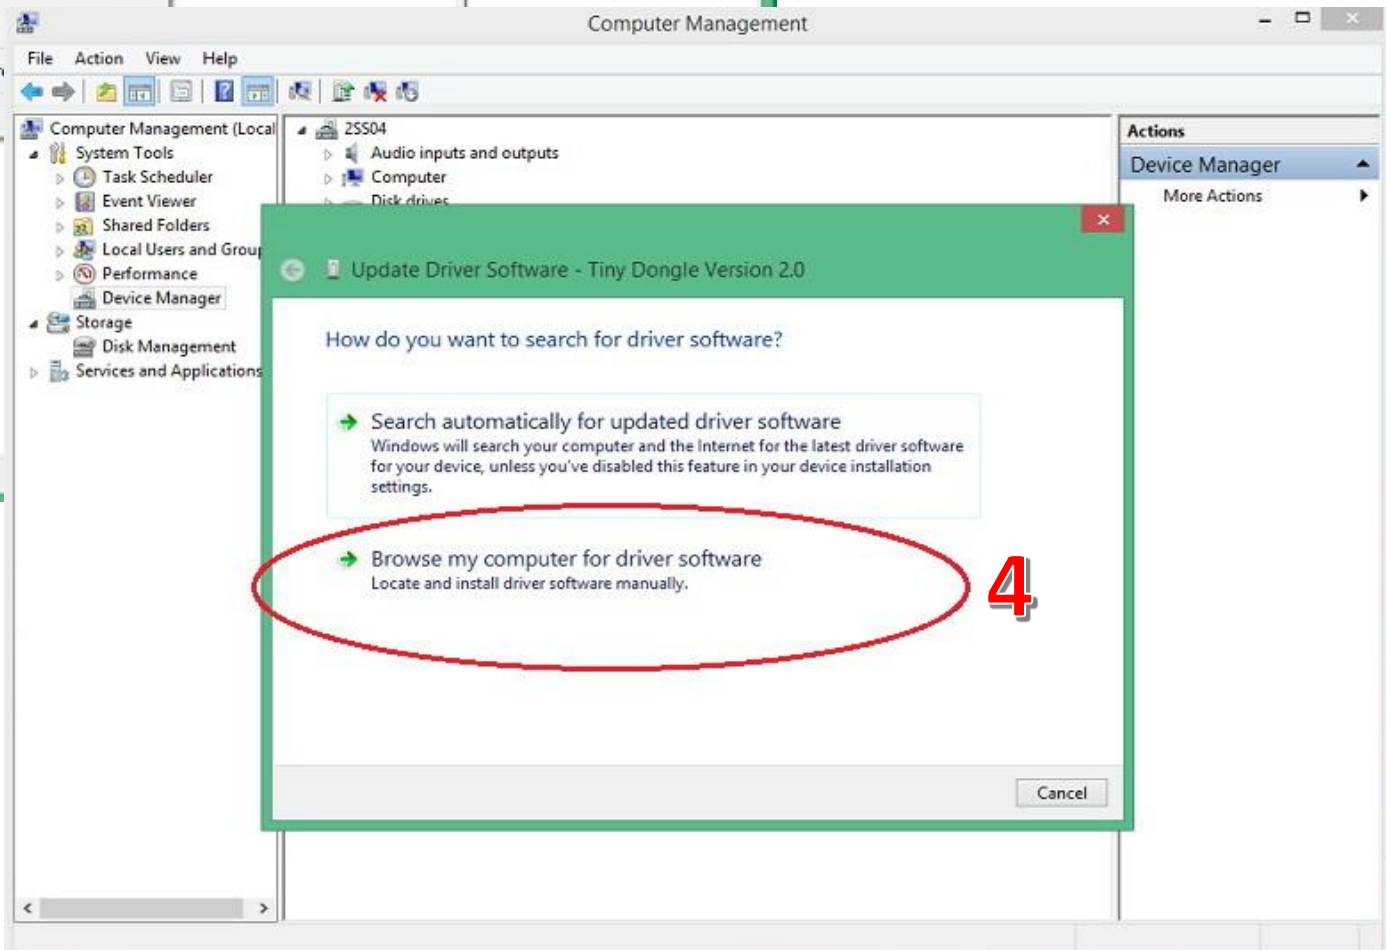 Computer Management
File Action View Help
Computer Management (Local
System Tools
Task Scheduler
Event Viewer
Shared Folders
Local Users and Group
Performance
Device Manager
Storage
Disk Management
Services and Applications
2SS04
Audio inputs and outputs
Computer
Disk drives
Actions
Device Manager
More Actions
Update Driver Software - Tiny Dongle Version 2.0
How do you want to search for driver software?
Search automatically for updated driver software
Windows will search your computer and the Internet for the latest driver software
for your device, unless you've disabled this feature in your device installation
settings.
Browse my computer for driver software
Locate and install driver software manually.
4
Cancel